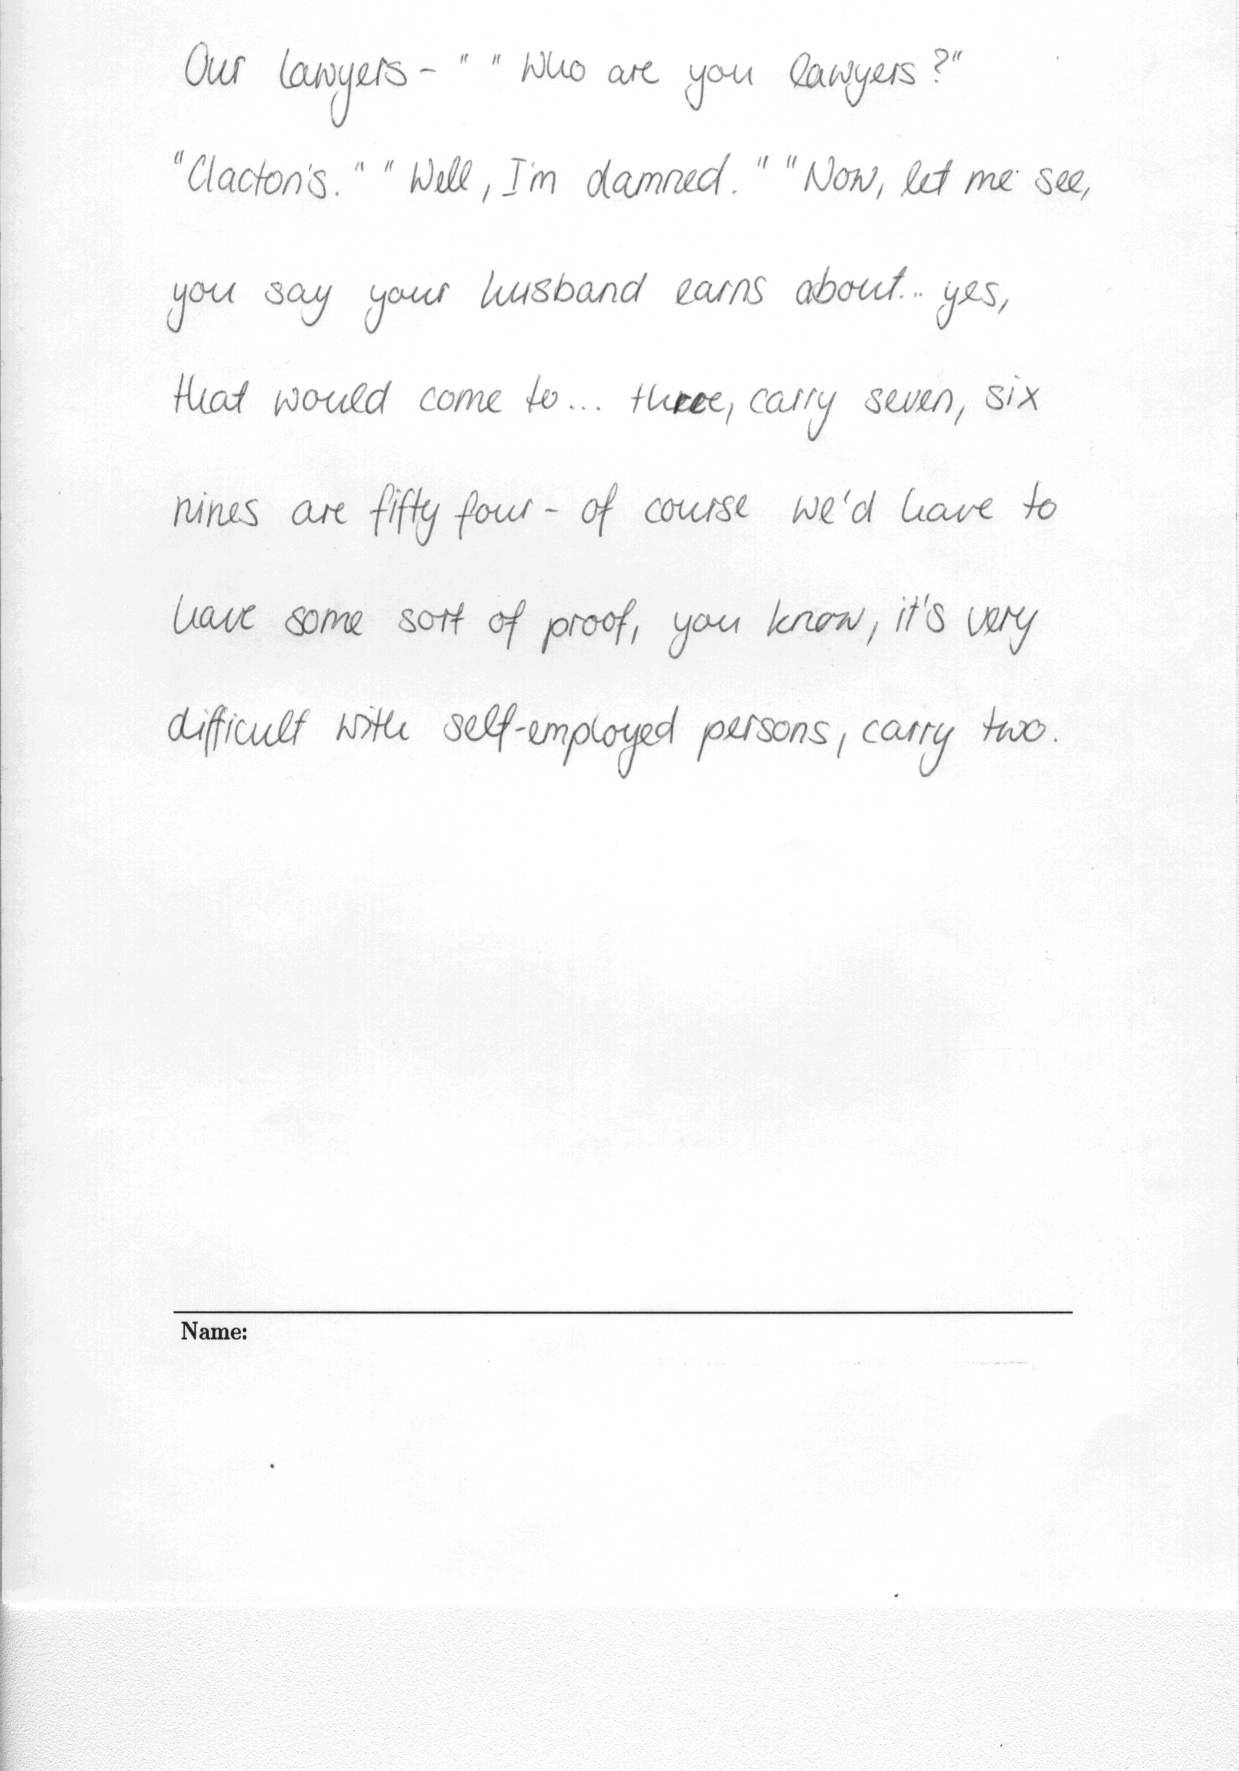 Our lawyers - " " Who are you lawyers ?"
"Clacton's. " " Well, I'm damned. " "Now, let me see,
you say your husband earns about... yes,
that would come to... three, carry seven, six
nines are fifty four - of course we'd have to
have some sort of proof, you know, it's very
difficult with self-employed persons, carry two.
Name: